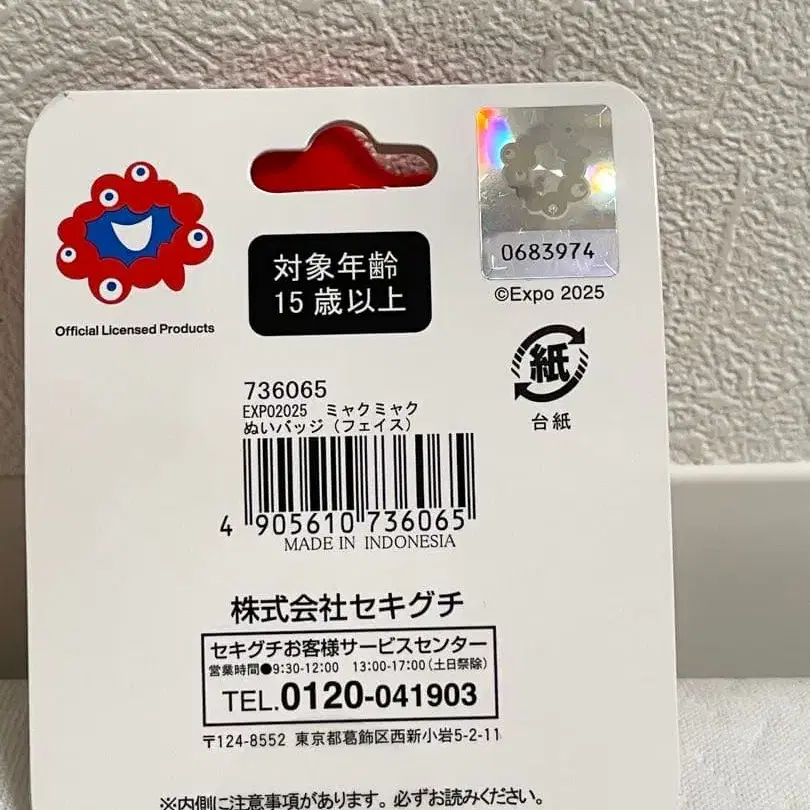 Official Licensed Products
対象年齢
15歳以上
0683974
©Expo 2025
紙
台紙
736065
EXPO2025 ミャクミャク
ぬいバッジ（フェイス）
4 905610 736065
MADE IN INDONESIA
株式会社セキグチ
セキグチお客様サービスセンター
営業時間●9:30-12:00 13:00-17:00（土日祭除）
TEL.0120-041903
〒124-8552 東京都葛飾区西新小岩5-2-11
※内側に注意事項があります。必ずお読みください。